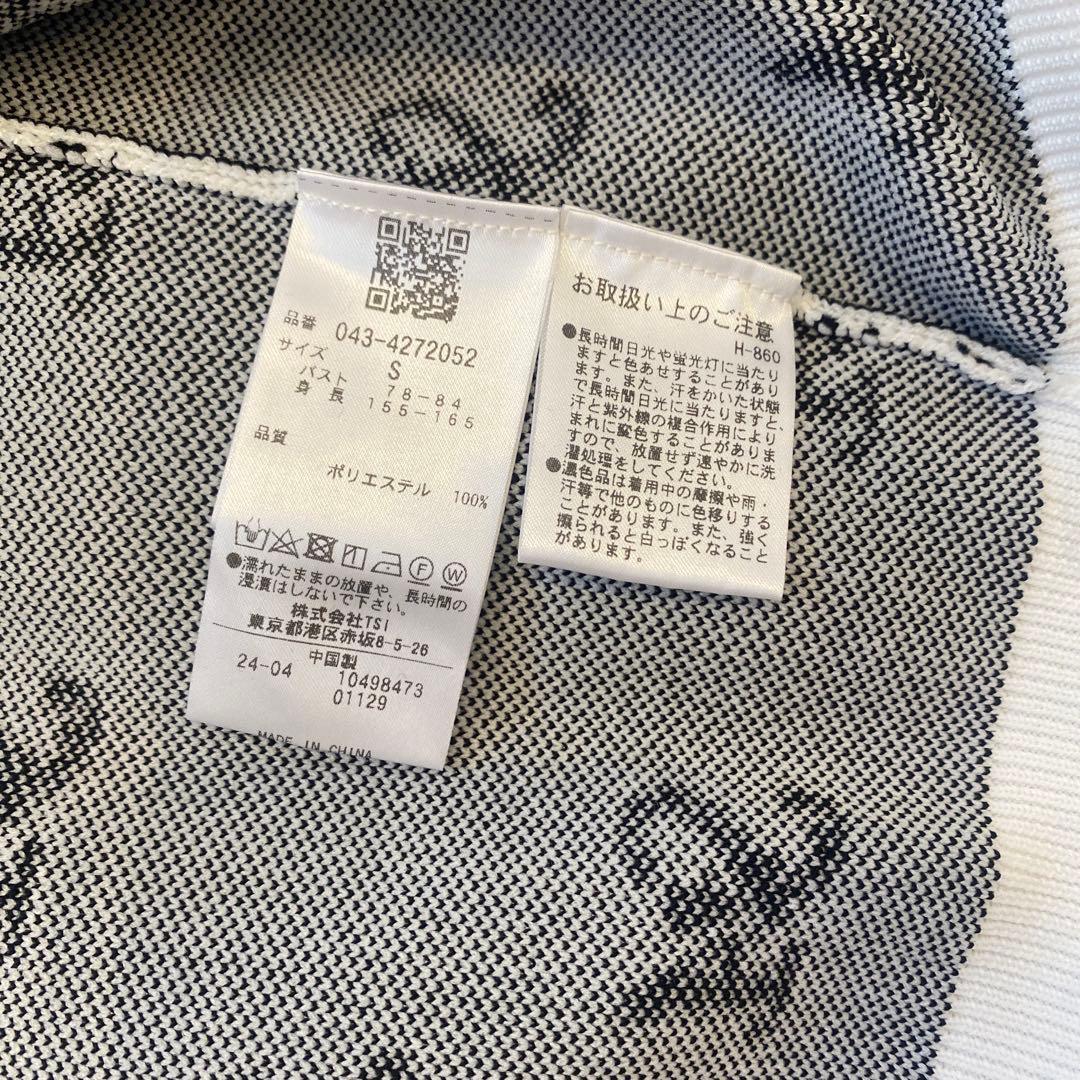 品番 043-4272052
サイズ S
バスト 78-84
身長 155-165
品質
ポリエステル 100%
F W
●濡れたままの放置や、長時間の
浸漬はしないで下さい。
株式会社TSI
東京都港区赤坂8-5-26
中国製
24-04 10498473
01129
MADE IN CHINA
お取扱い上のご注意
H-860
●長時間日光や蛍光灯に当たり
ますと色あせすることがあり
ます。また、汗をかいた状態
で長時間日光に当たりますと、
汗と紫外線の複合作用により
まれに変色することがありま
すので、放置せず速やかに洗
濯処理をしてください。
●濃色品は着用中の摩擦や雨・
汗等で他のものに色移りする
ことがあります。また、強く
擦られると白っぽくなること
があります。